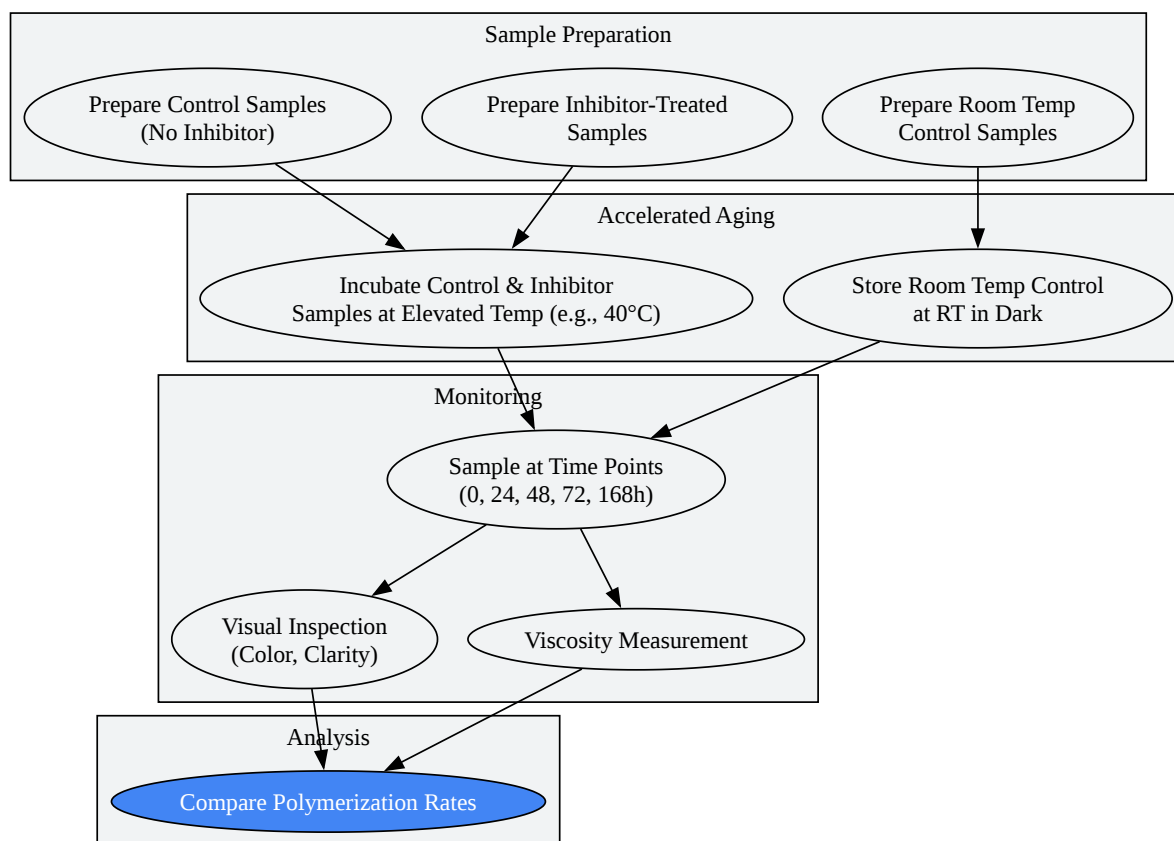 Sample Preparation
Prepare Control Samples
(No Inhibitor)
Prepare Inhibitor-Treated
Samples
Prepare Room Temp
Control Samples
Accelerated Aging
Incubate Control & Inhibitor
Samples at Elevated Temp (e.g., 40°C)
Store Room Temp Control
at RT in Dark
Monitoring
Sample at Time Points
(0, 24, 48, 72, 168h)
Visual Inspection
(Color, Clarity)
Viscosity Measurement
Analysis
Compare Polymerization Rates